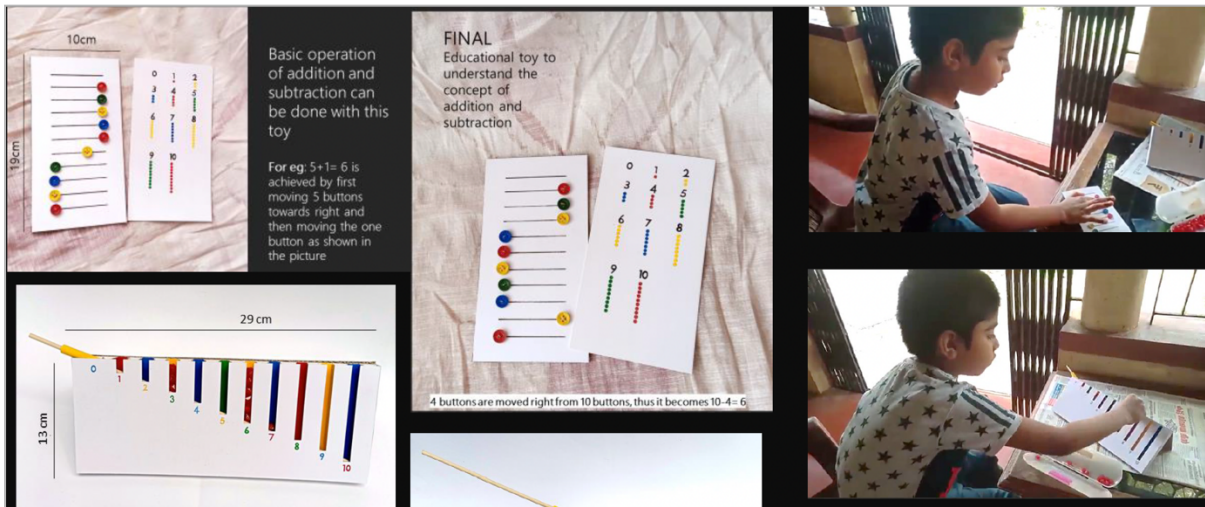 10cm
19cm
0 1 2
3 4 5
6 7 8
9 10
Basic operation
of addition and
subtraction can
be done with this
toy
For eg: 5+1= 6 is
achieved by first
moving 5 buttons
towards right and
then moving the one
button as shown in
the picture
FINAL
Educational toy to
understand the
concept of
addition and
subtraction
0 1 2
3 4 5
6 7 8
9 10
4 buttons are moved right from 10 buttons, thus it becomes 10-4= 6
29 cm
13 cm
0 1 2 3 4 5 6 7 8 9 10